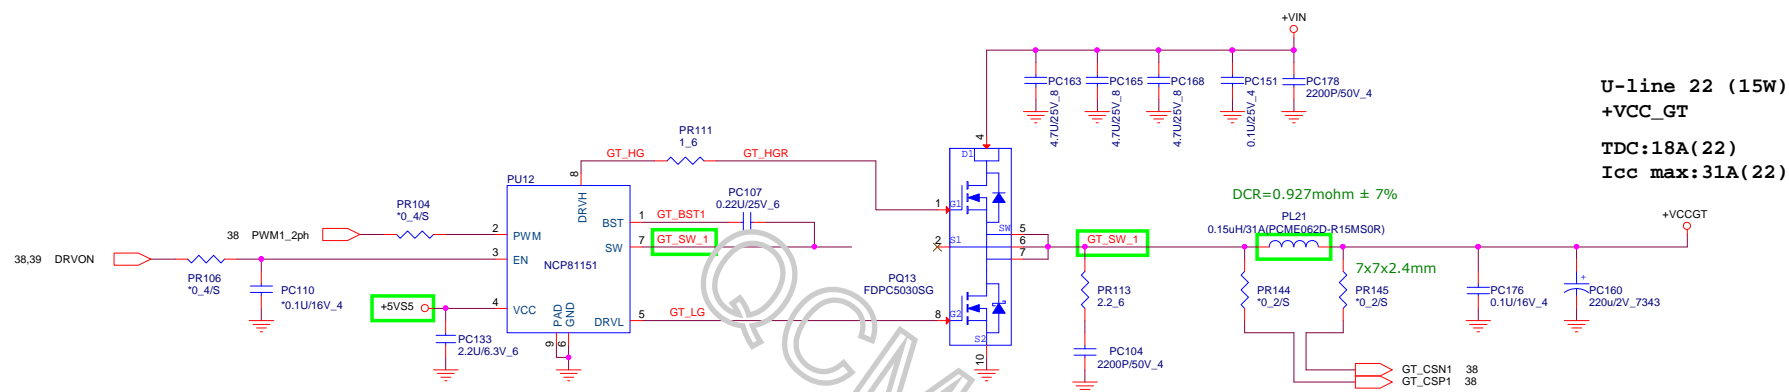 +VIN
PC163
4.7U/25V_8
PC165
4.7U/25V_8
PC168
4.7U/25V_8
PC151
0.1U/25V_4
PC178
2200P/50V_4
U-line 22 (15W)
+VCC_GT
TDC:18A(22)
Icc max:31A(22)
PR111
1_6
GT_HG
GT_HGR
4
D1
PU12
8
DRVH
PC107
0.22U/25V_6
PR104
*0_4/S
38 PWM1_2ph
2
PWM
BST
1
GT_BST1
SW
7
GT_SW_1
1
G1
SW
5
6
7
2
S1
GT_SW_1
DCR=0.927mohm ± 7%
PL21
0.15uH/31A(PCME062D-R15MS0R)
+VCCGT
38,39 DRVON
3
EN
NCP81151
PR106
*0_4/S
PC110
*0.1U/16V_4
PQ13
FDPC5030SG
PR113
2.2_6
7x7x2.4mm
PR144
*0_2/S
PR145
*0_2/S
PC176
0.1U/16V_4
PC160
220u/2V_7343
+
+5VS5
4
VCC
PAD
GND
DRVL
5
GT_LG
8
G2
S2
9
6
10
PC133
2.2U/6.3V_6
PC104
2200P/50V_4
GT_CSN1 38
GT_CSP1 38
QCM